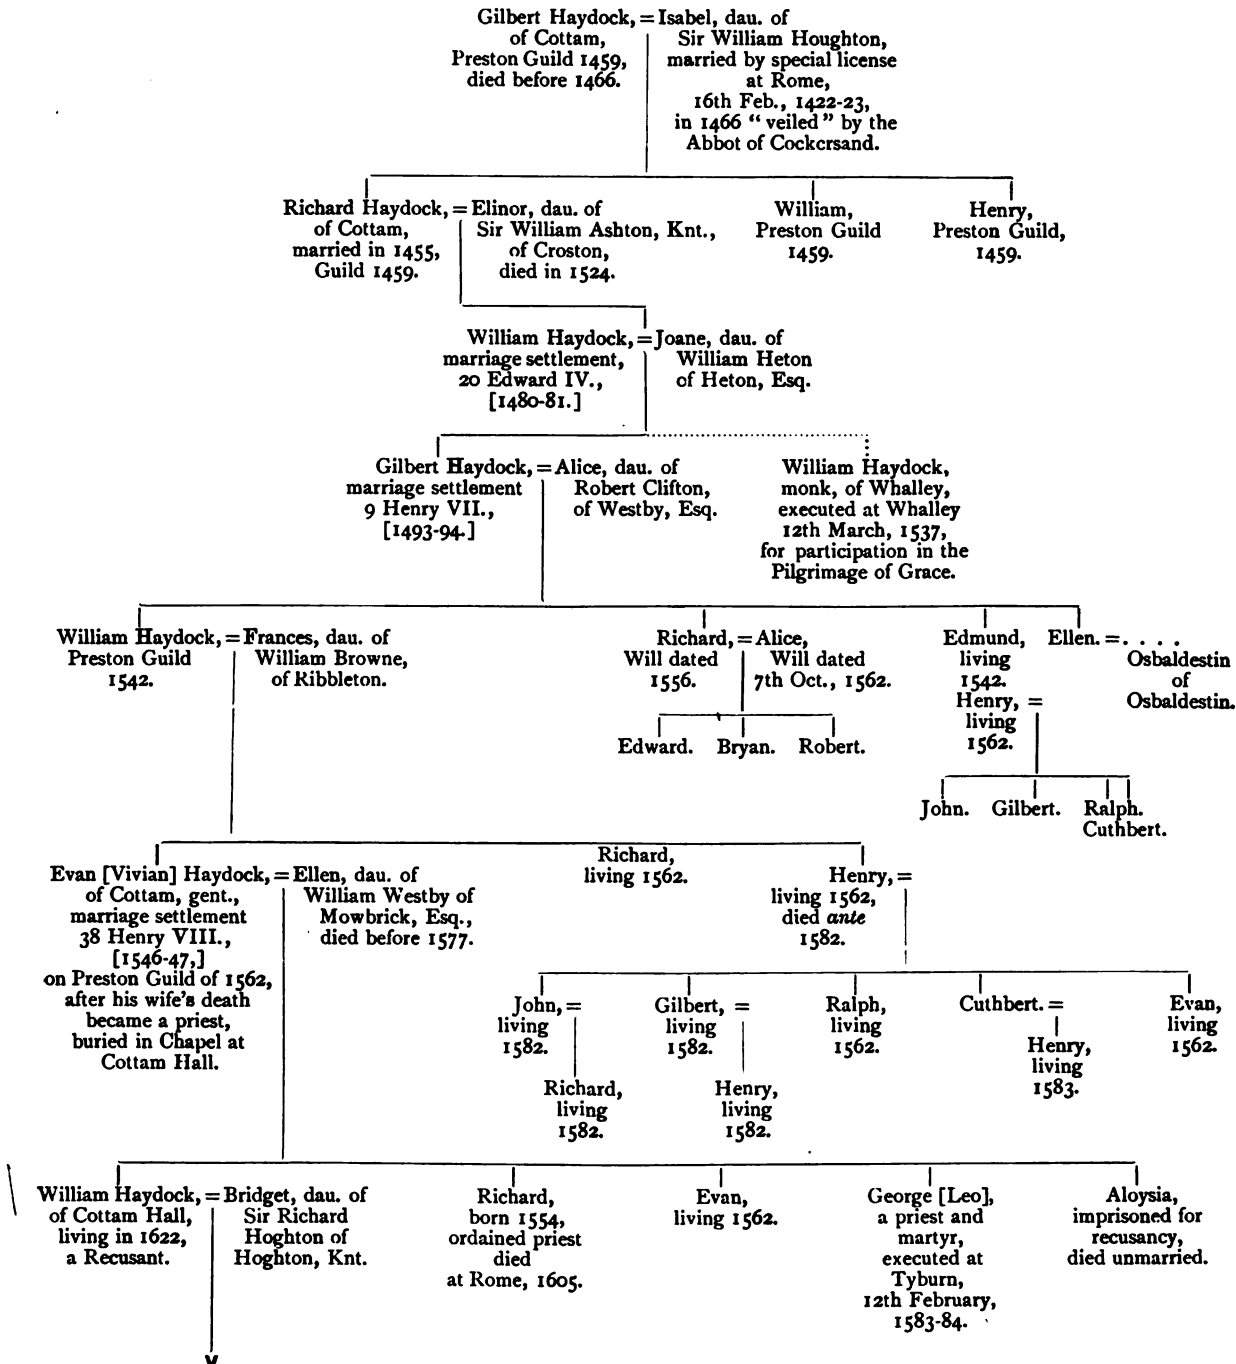 Gilbert Haydock, = Isabel, dau. of
of Cottam,
Preston Guild 1459,
died before 1466.
Sir William Houghton,
married by special license
at Rome,
16th Feb., 1422-23,
in 1466 “ veiled ” by the
Abbot of Cockersand.
Richard Haydock, = Elinor, dau. of
of Cottam,
married in 1455,
Guild 1459.
Sir William Ashton, Knt.,
of Croston,
died in 1524.
William,
Preston Guild
1459.
Henry,
Preston Guild,
1459.
William Haydock, = Joane, dau. of
marriage settlement,
20 Edward IV.,
[1480-81.]
William Heton
of Heton, Esq.
Gilbert Haydock, = Alice, dau. of
marriage settlement
9 Henry VII.,
[1493-94.]
Robert Clifton,
of Westby, Esq.
William Haydock,
monk, of Whalley,
executed at Whalley
12th March, 1537,
for participation in the
Pilgrimage of Grace.
William Haydock, = Frances, dau. of
Preston Guild
1542.
William Browne,
of Ribbleton.
Richard, = Alice,
Will dated
1556.
Will dated
7th Oct., 1562.
Edmund,
living
1542.
Henry, =
living
1562.
Ellen. = . . . .
Osbaldestin
of
Osbaldestin.
Edward. Bryan. Robert.
John. Gilbert. Ralph.
Cuthbert.
Evan [Vivian] Haydock, = Ellen, dau. of
of Cottam, gent.,
marriage settlement
38 Henry VIII.,
[1546-47,]
on Preston Guild of 1562,
after his wife's death
became a priest,
buried in Chapel at
Cottam Hall.
William Westby of
Mowbrick, Esq.,
died before 1577.
Richard,
living 1562.
Henry, =
living 1562,
died ante
1582.
John, =
living
1582.
Gilbert, =
living
1582.
Ralph,
living
1562.
Cuthbert. =
Evan,
living
1562.
Richard,
living
1582.
Henry,
living
1582.
Henry,
living
1583.
William Haydock, = Bridget, dau. of
of Cottam Hall,
living in 1622,
a Recusant.
Sir Richard
Hoghton of
Hoghton, Knt.
Richard,
born 1554,
ordained priest
died
at Rome, 1605.
Evan,
living 1562.
George [Leo],
a priest and
martyr,
executed at
Tyburn,
12th February,
1583-84.
Aloysia,
imprisoned for
recusancy,
died unmarried.